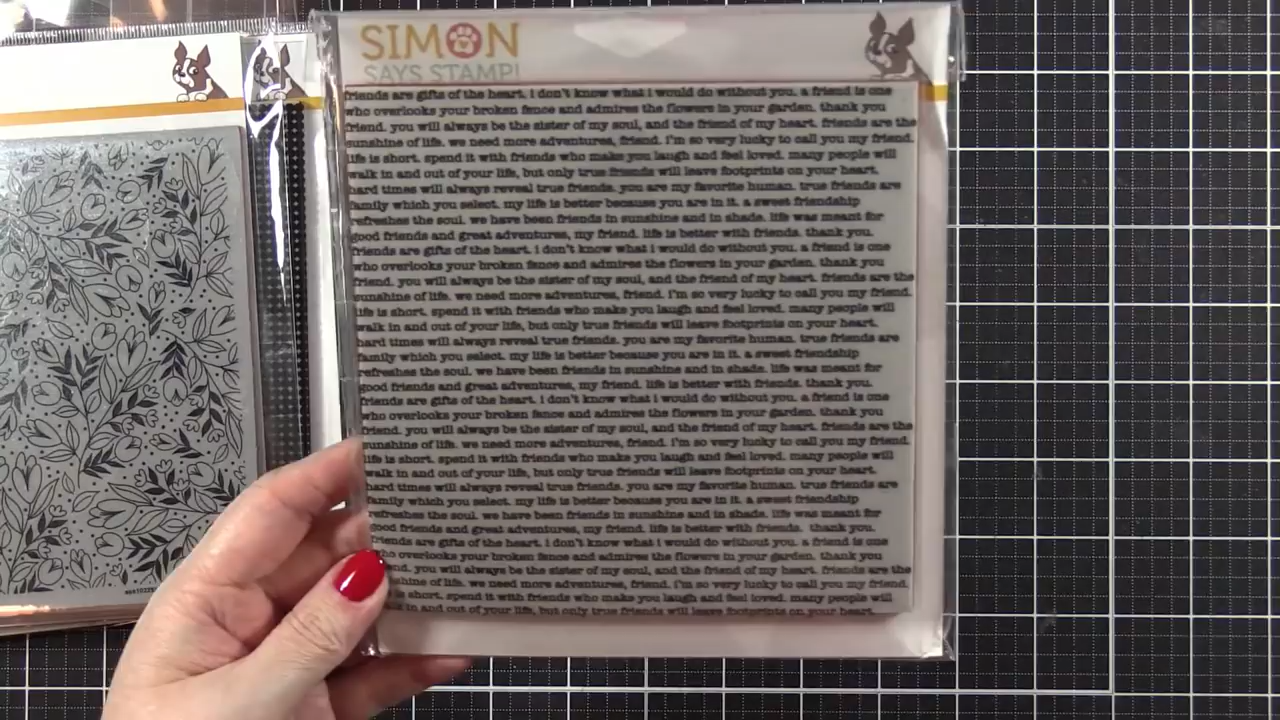 SIMON
SAYS STAMP!
friends are gifts of the heart. i don't know what i would do without you. a friend is one
who overlooks your broken fence and admires the flowers in your garden. thank you
friend. you will always be the sister of my soul, and the friend of my heart. friends are the
sunshine of life. we need more adventures, friend. i'm so very lucky to call you my friend.
life is short. spend it with friends who make you laugh and feel loved. many people will
walk in and out of your life, but only true friends will leave footprints on your heart.
hard times will always reveal true friends. you are my favorite human. true friends are
family which you select. my life is better because you are in it. a sweet friendship
refreshes the soul. we have been friends in sunshine and in shade. life was meant for
good friends and great adventures, my friend. life is better with friends. thank you.
friends are gifts of the heart. i don't know what i would do without you. a friend is one
who overlooks your broken fence and admires the flowers in your garden. thank you
friend. you will always be the sister of my soul, and the friend of my heart. friends are the
sunshine of life. we need more adventures, friend. i'm so very lucky to call you my friend.
life is short. spend it with friends who make you laugh and feel loved. many people will
walk in and out of your life, but only true friends will leave footprints on your heart.
hard times will always reveal true friends. you are my favorite human. true friends are
family which you select. my life is better because you are in it. a sweet friendship
refreshes the soul. we have been friends in sunshine and in shade. life was meant for
good friends and great adventures, my friend. life is better with friends. thank you.
friends are gifts of the heart. i don't know what i would do without you. a friend is one
who overlooks your broken fence and admires the flowers in your garden. thank you
friend. you will always be the sister of my soul, and the friend of my heart. friends are the
sunshine of life. we need more adventures, friend. i'm so very lucky to call you my friend.
life is short. spend it with friends who make you laugh and feel loved. many people will
walk in and out of your life, but only true friends will leave footprints on your heart.
hard times will always reveal true friends. you are my favorite human. true friends are
family which you select. my life is better because you are in it. a sweet friendship
refreshes the soul. we have been friends in sunshine and in shade. life was meant for
good friends and great adventures, my friend. life is better with friends. thank you.
friends are gifts of the heart. i don't know what i would do without you. a friend is one
who overlooks your broken fence and admires the flowers in your garden. thank you
end. you will always be the sister of my soul, and the friend of my heart. friends are the
shine of life. we need more adventures, friend. i'm so very lucky to call you my friend.
is short. spend it with friends who make you laugh and feel loved. many people will
in and out of your life, but only true friends will leave footprints on your heart.